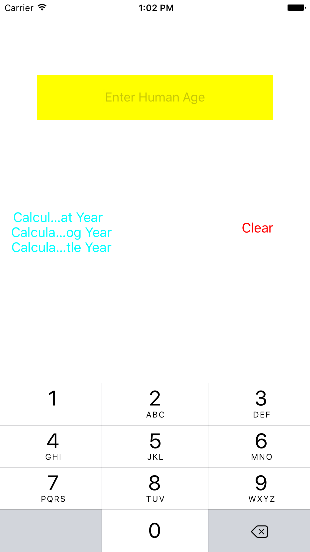 Carrier 1:02 PM
Enter Human Age
Calcul...at Year
Calcula...og Year
Calcula...tle Year
Clear
1 2 3
ABC DEF
4 5 6
GHI JKL MNO
7 8 9
PQRS TUV WXYZ
0